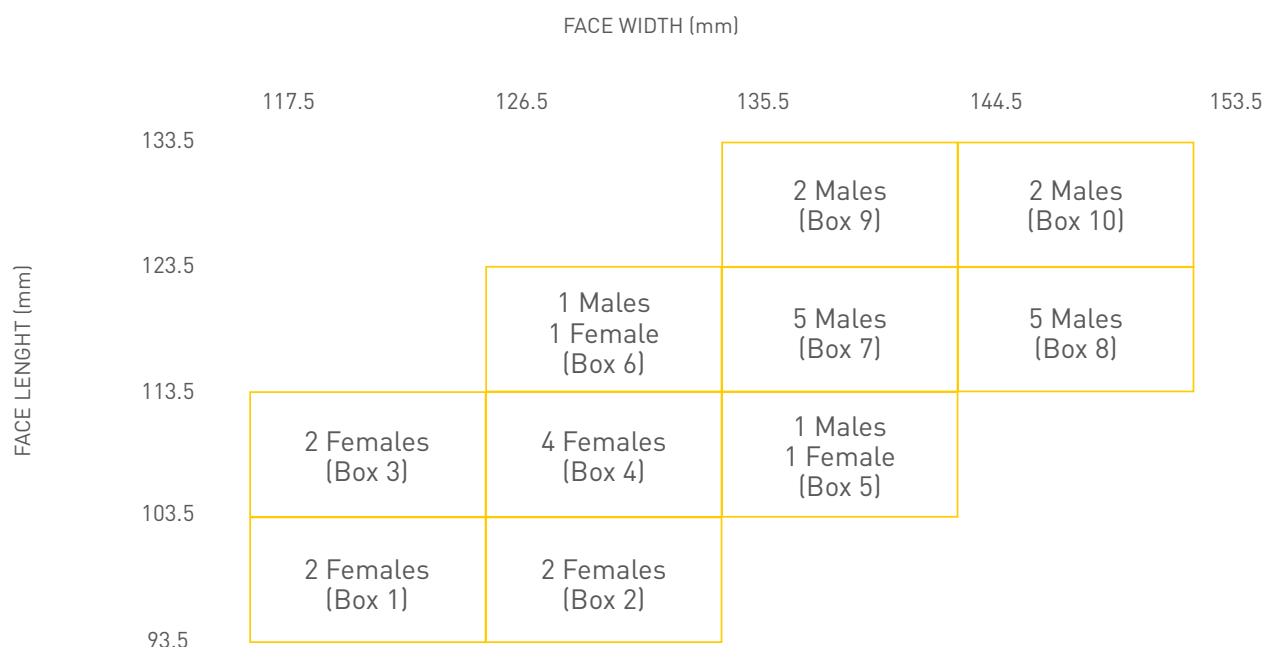 FACE WIDTH (mm)
117.5
126.5
135.5
144.5
153.5
133.5
2 Males
(Box 9)
2 Males
(Box 10)
123.5
FACE LENGHT (mm)
1 Males
1 Female
(Box 6)
5 Males
(Box 7)
5 Males
(Box 8)
113.5
2 Females
(Box 3)
4 Females
(Box 4)
1 Males
1 Female
(Box 5)
103.5
2 Females
(Box 1)
2 Females
(Box 2)
93.5